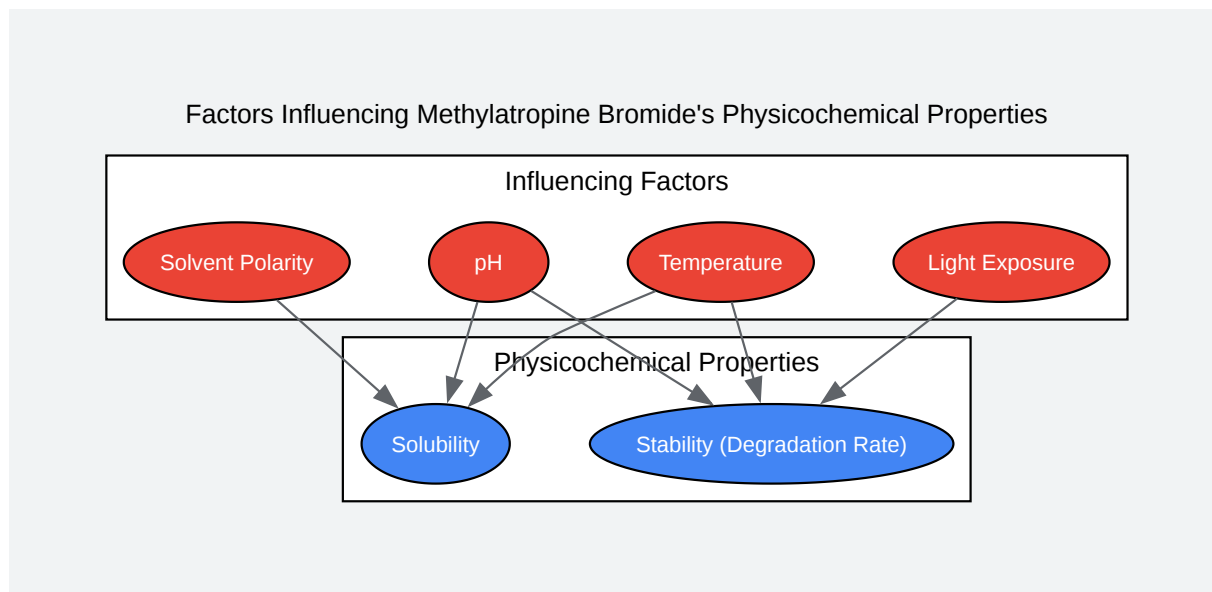 Factors Influencing Methylatropine Bromide's Physicochemical Properties
Influencing Factors
Solvent Polarity
pH
Temperature
Light Exposure
Physicochemical Properties
Solubility
Stability (Degradation Rate)